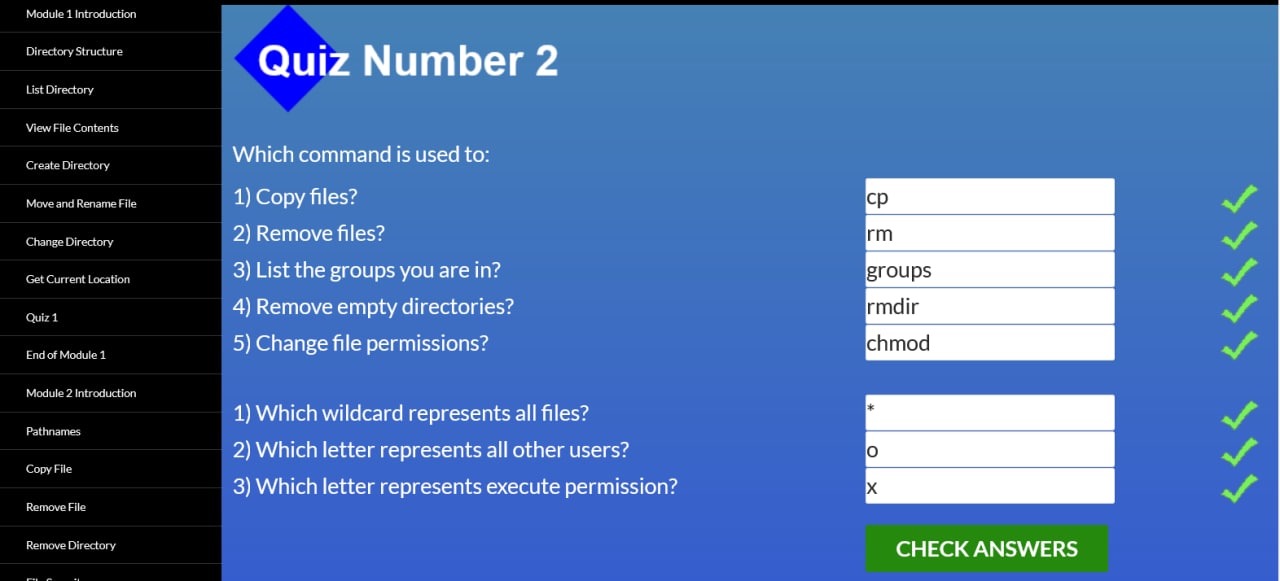 Module 1 Introduction
Directory Structure
List Directory
View File Contents
Create Directory
Move and Rename File
Change Directory
Get Current Location
Quiz 1
End of Module 1
Module 2 Introduction
Pathnames
Copy File
Remove File
Remove Directory
Quiz Number 2
Which command is used to:
1) Copy files? cp
2) Remove files? rm
3) List the groups you are in? groups
4) Remove empty directories? rmdir
5) Change file permissions? chmod
1) Which wildcard represents all files? *
2) Which letter represents all other users? o
3) Which letter represents execute permission? x
CHECK ANSWERS